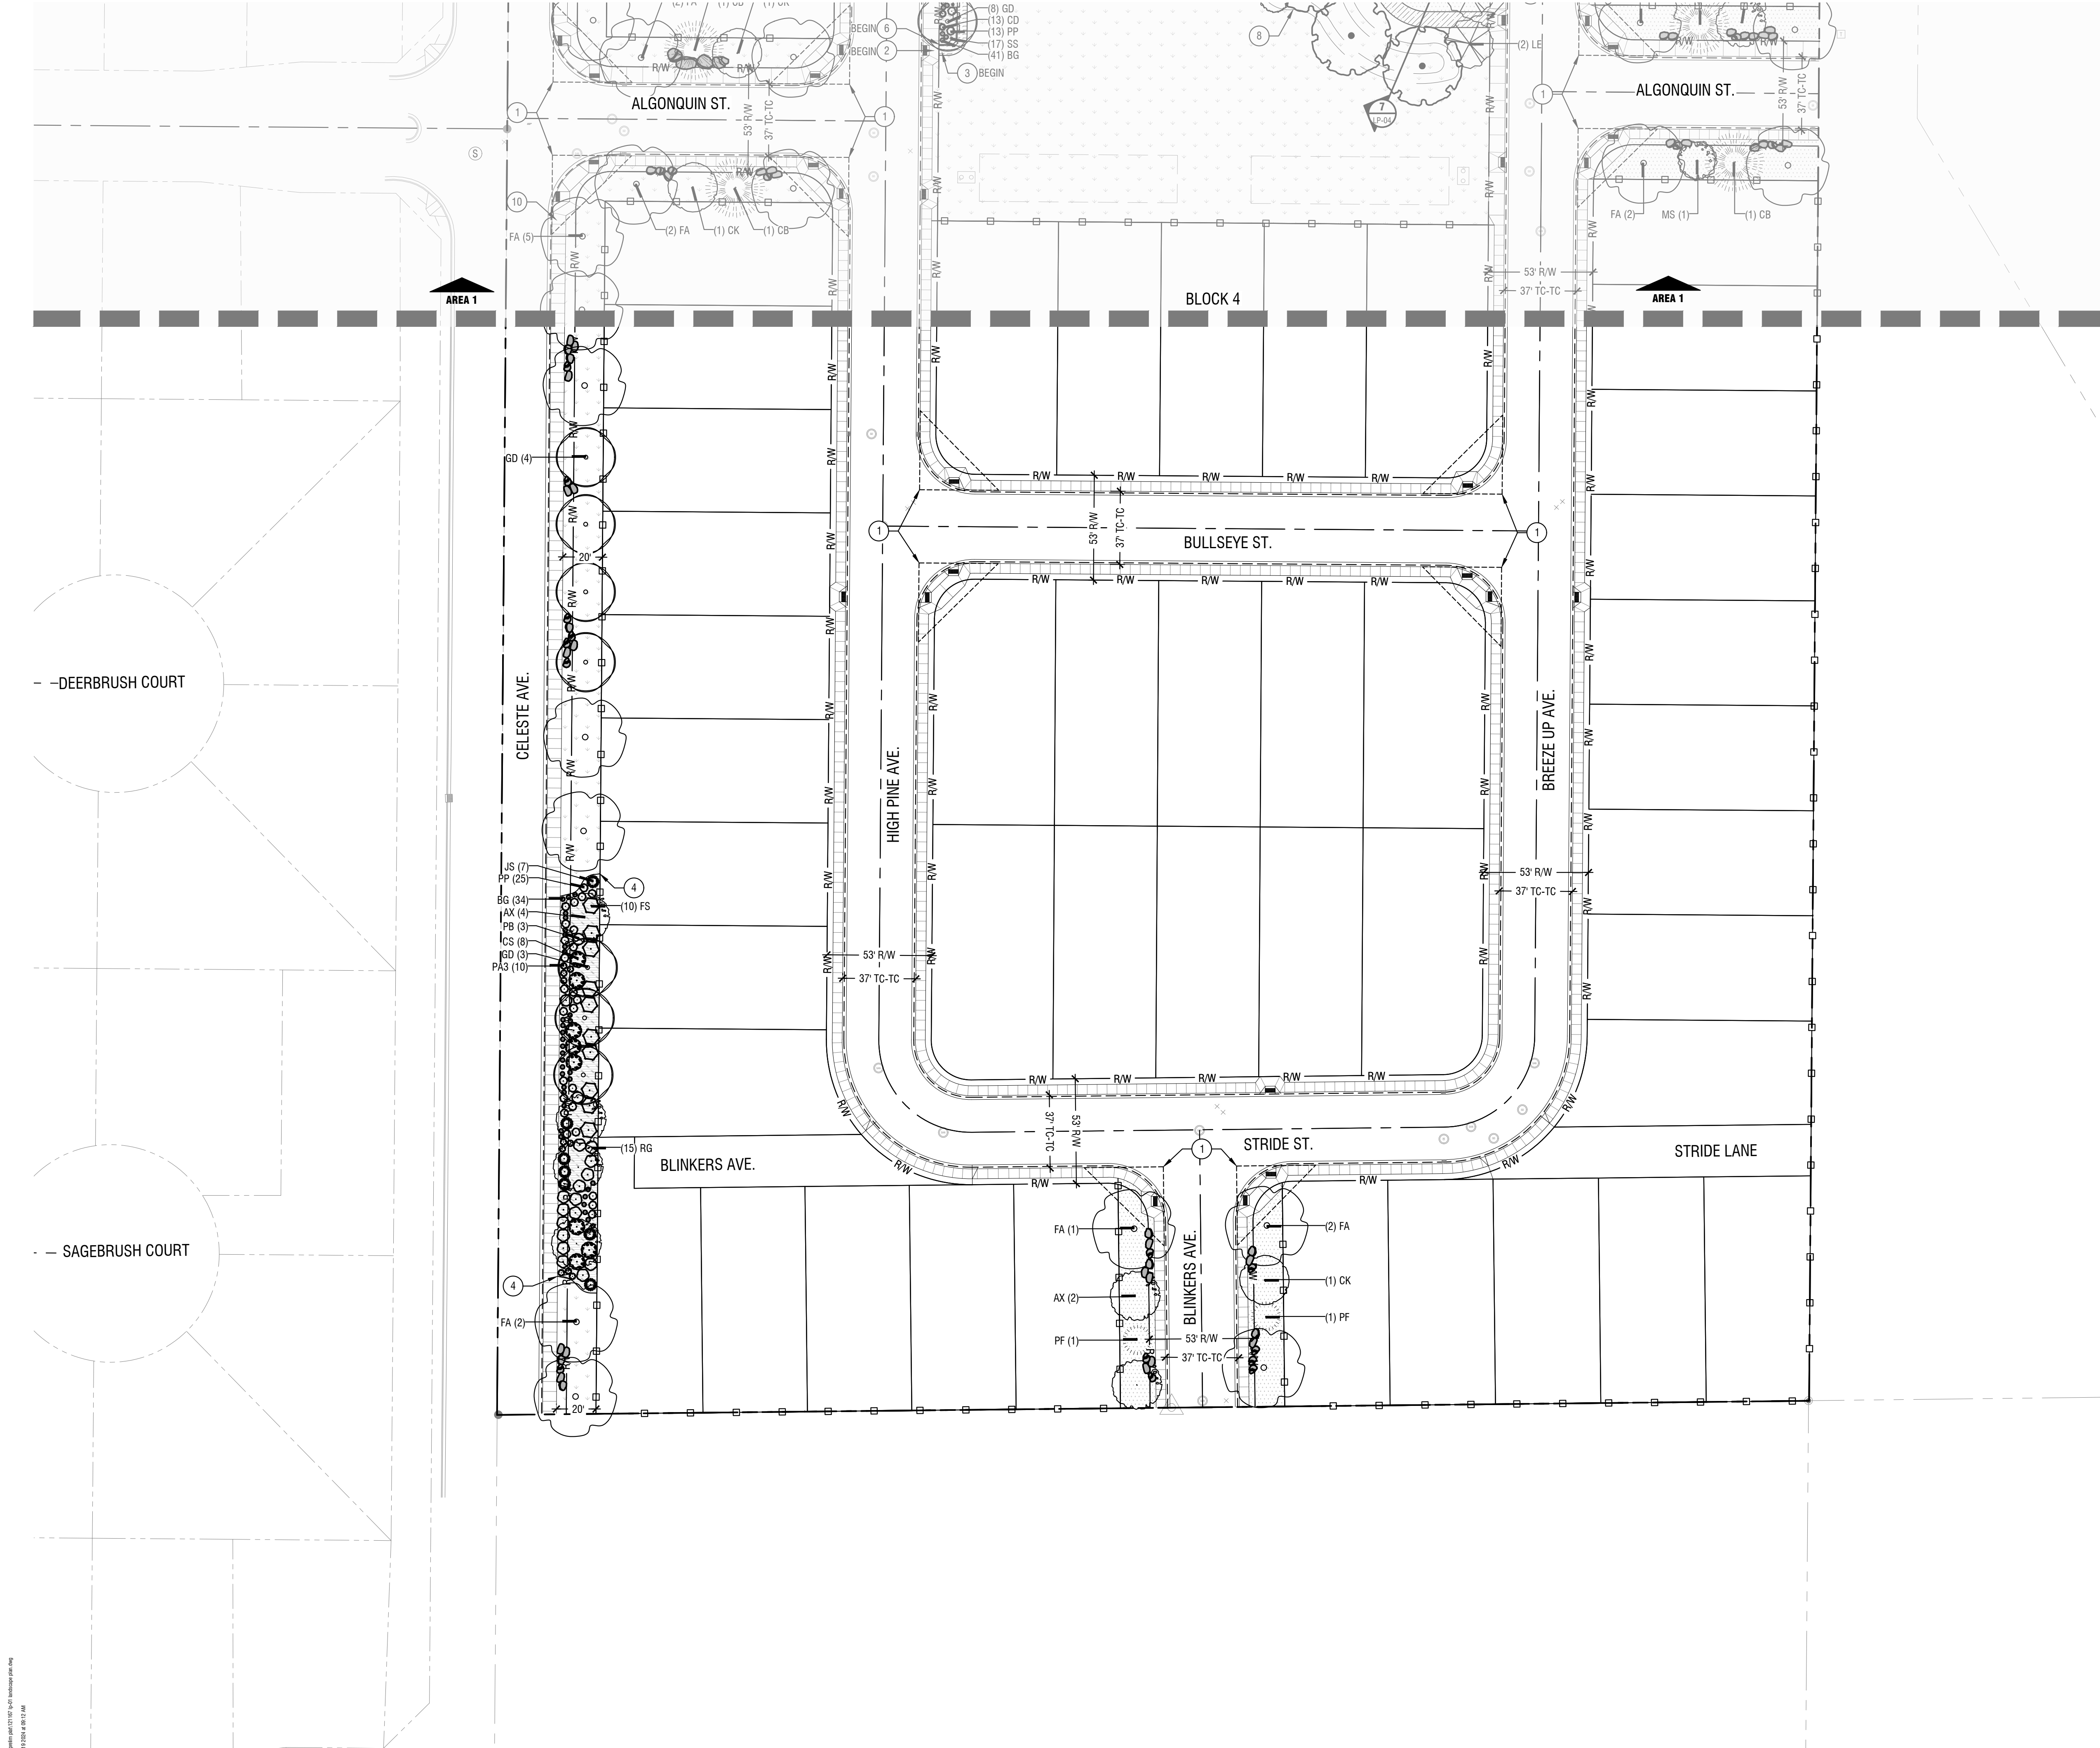 (8) GD
(13) CD
(13) PP
(17) SS
(41) BG
BEGIN 6
BEGIN 2
3 BEGIN
8
(2) LE
7
LP-04
R/W
R/W
R/W
ALGONQUIN ST.
53' R/W
37' TC-TC
1
1
ALGONQUIN ST.
53' R/W
37' TC-TC
1
S
10
FA (5)
(2) FA
(1) CK
(1) CB
FA (2)
MS (1)
(1) CB
53' R/W
37' TC-TC
AREA 1
BLOCK 4
AREA 1
GD (4)
20'
R/W R/W R/W R/W R/W
53' R/W
37' TC-TC
1
BULLSEYE ST.
1
R/W R/W R/W R/W R/W
DEERBRUSH COURT
CELESTE AVE.
HIGH PINE AVE.
BREEZE UP AVE.
JS (7)
PP (25)
4
BG (34)
(10) FS
AX (4)
PB (3)
CS (8)
GD (3)
PA3 (10)
53' R/W
37' TC-TC
53' R/W
37' TC-TC
R/W R/W R/W R/W R/W
37' TC-TC
53' R/W
(15) RG
BLINKERS AVE.
1
STRIDE ST.
STRIDE LANE
R/W
R/W
R/W
R/W
SAGEBRUSH COURT
FA (1)
(2) FA
BLINKERS AVE.
4
AX (2)
(1) CK
FA (2)
PF (1)
(1) PF
53' R/W
37' TC-TC
20'